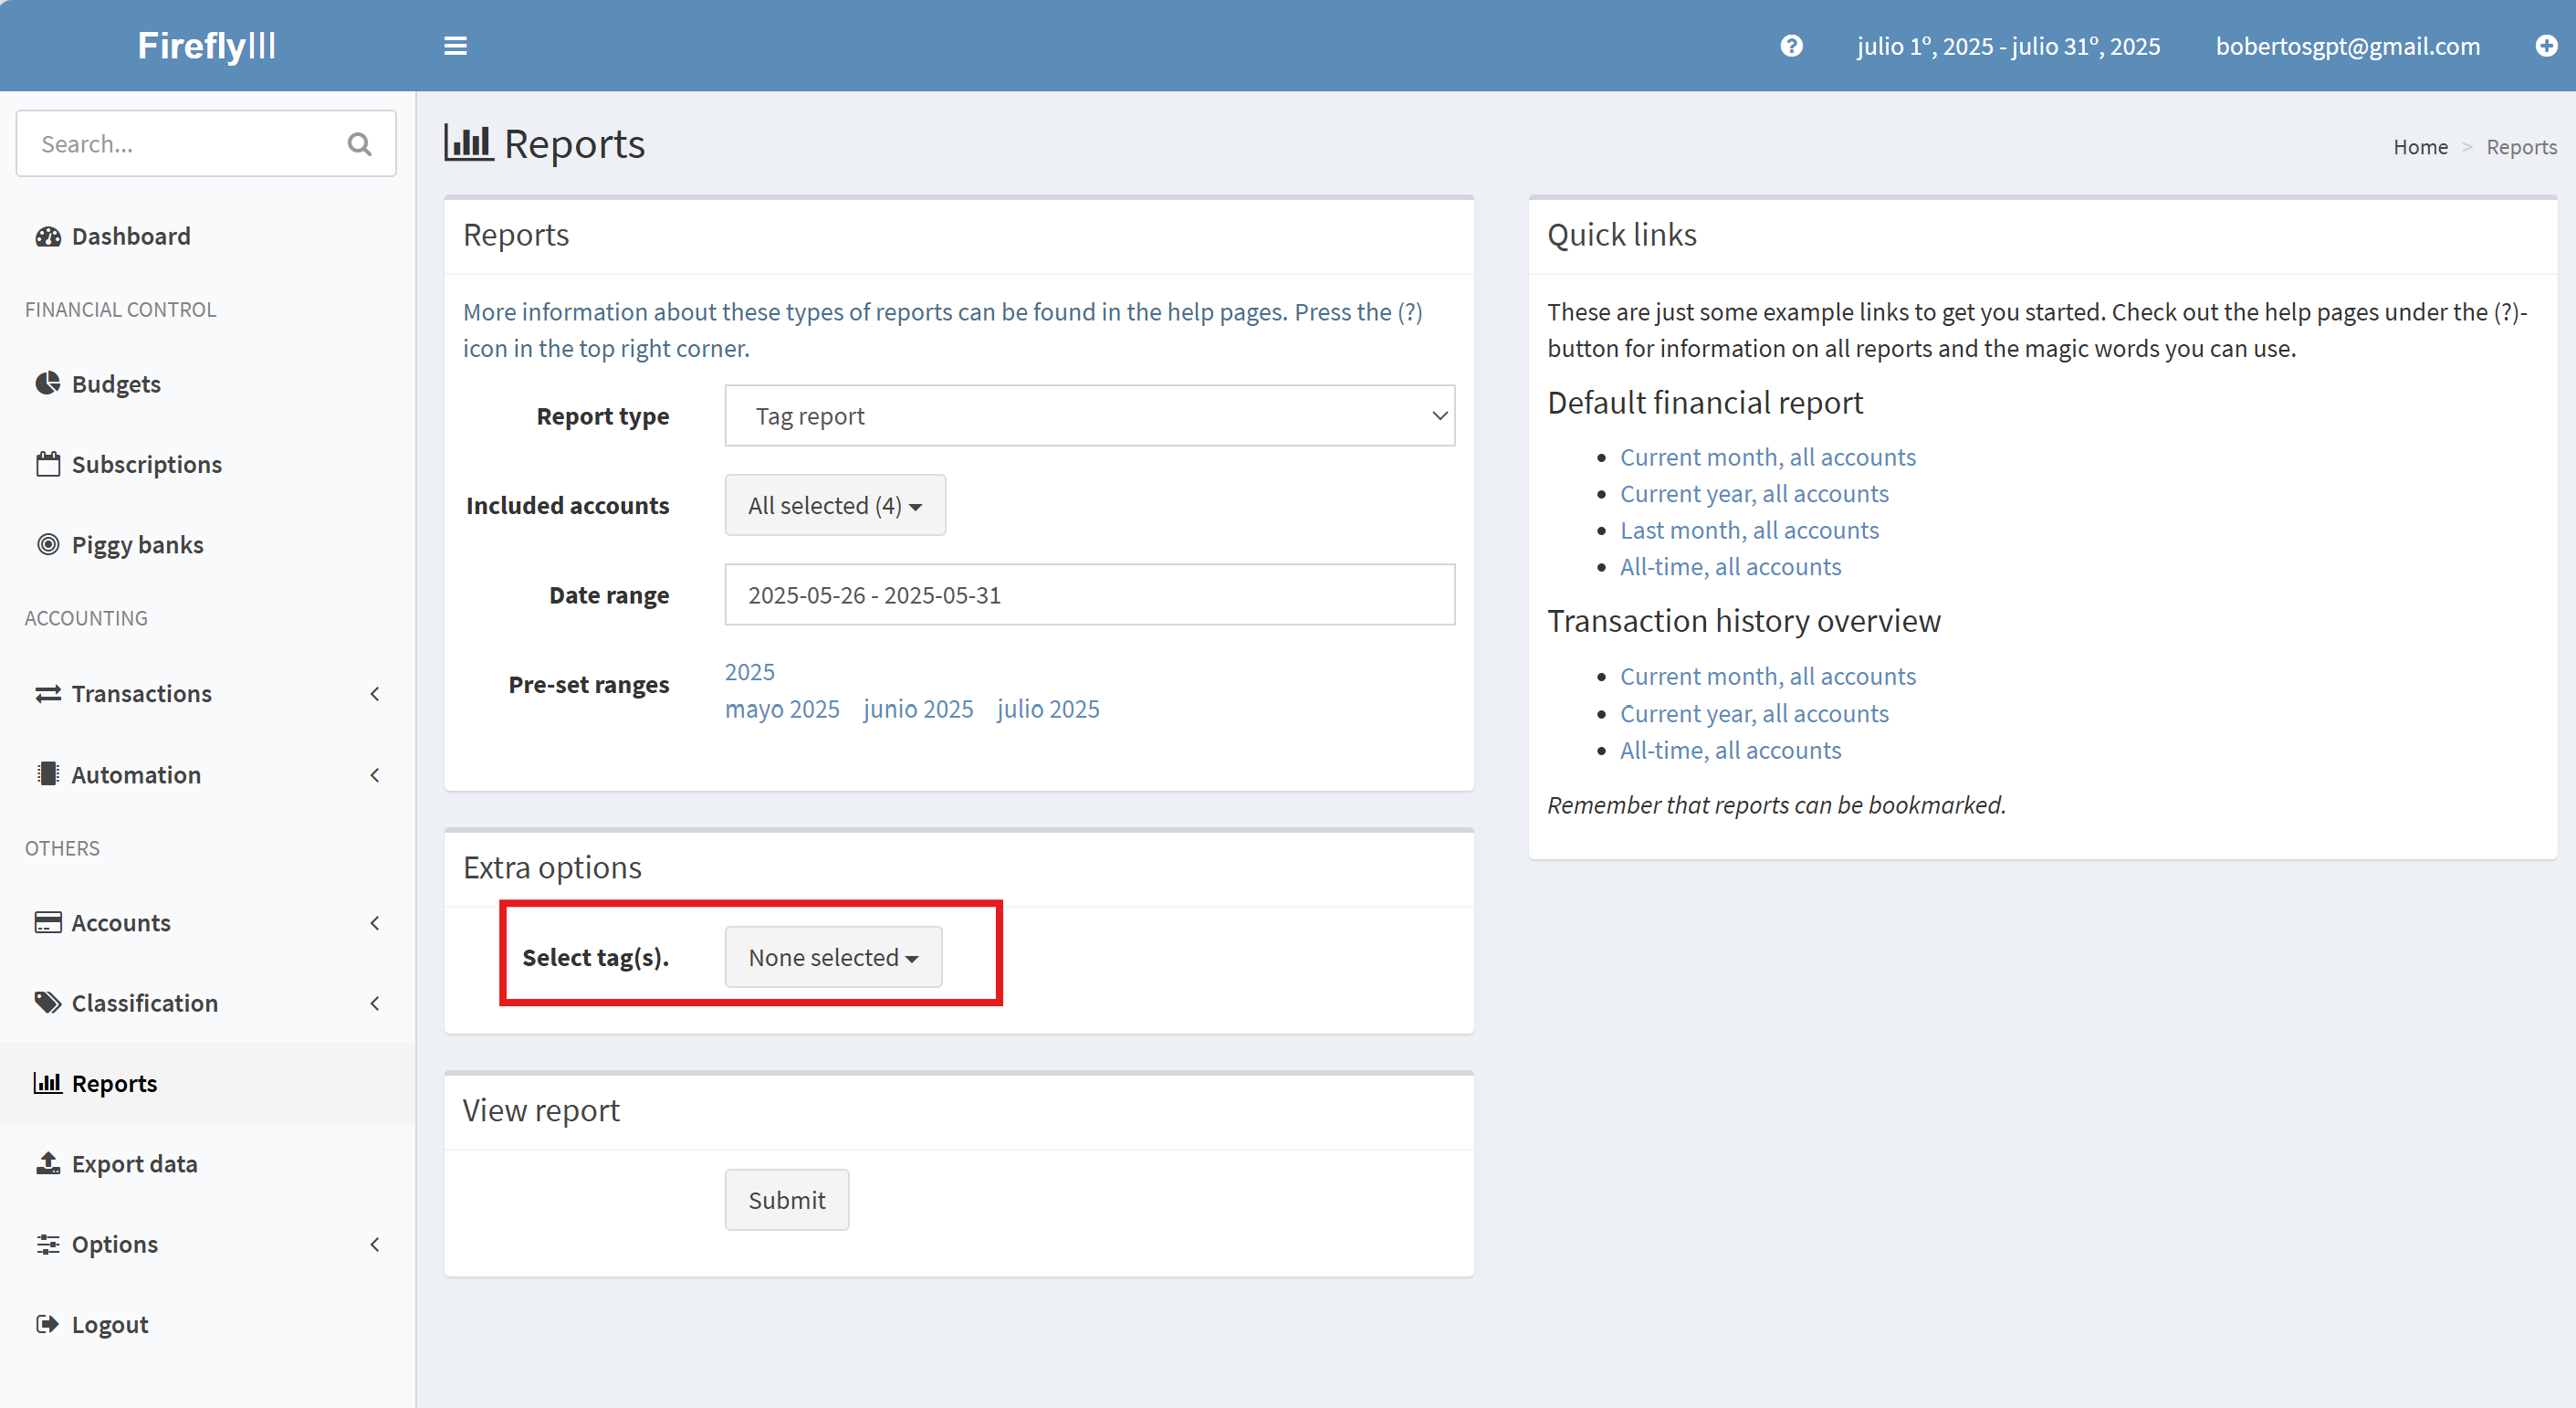 FireflyIII
julio 1º, 2025 - julio 31º, 2025
bobertosgpt@gmail.com
Search...
Dashboard
FINANCIAL CONTROL
Budgets
Subscriptions
Piggy banks
ACCOUNTING
Transactions
Automation
OTHERS
Accounts
Classification
Reports
Export data
Options
Logout
Reports
Home > Reports
Reports
More information about these types of reports can be found in the help pages. Press the (?)
icon in the top right corner.
Report type
Tag report
Included accounts
All selected (4)
Date range
2025-05-26 - 2025-05-31
Pre-set ranges
2025
mayo 2025 junio 2025 julio 2025
Extra options
Select tag(s).
None selected
View report
Submit
Quick links
These are just some example links to get you started. Check out the help pages under the (?)-
button for information on all reports and the magic words you can use.
Default financial report
Current month, all accounts
Current year, all accounts
Last month, all accounts
All-time, all accounts
Transaction history overview
Current month, all accounts
Current year, all accounts
All-time, all accounts
Remember that reports can be bookmarked.